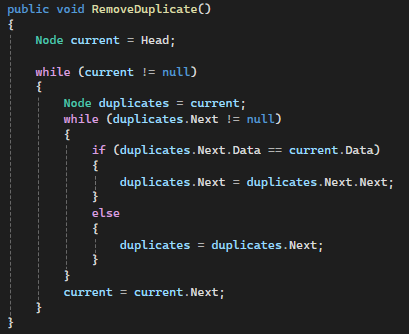 public void RemoveDuplicate()
{
    Node current = Head;

    while (current != null)
    {
        Node duplicates = current;
        while (duplicates.Next != null)
        {
            if (duplicates.Next.Data == current.Data)
            {
                duplicates.Next = duplicates.Next.Next;
            }
            else
            {
                duplicates = duplicates.Next;
            }
        }
        current = current.Next;
    }
}